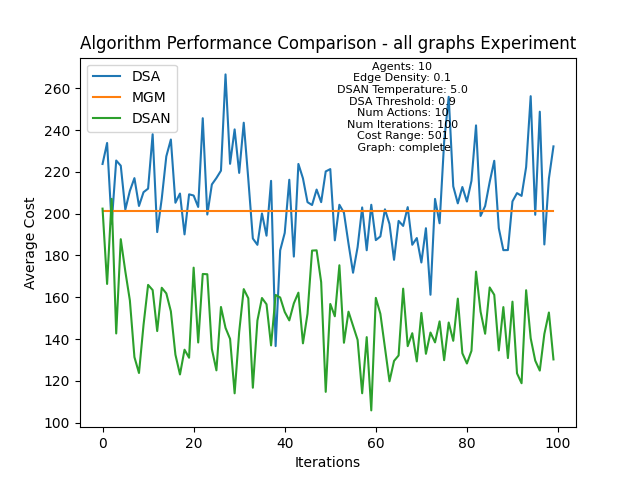 Algorithm Performance Comparison - all graphs Experiment
DSA
MGM
DSAN
Agents: 10
Edge Density: 0.1
DSAN Temperature: 5.0
DSA Threshold: 0.9
Num Actions: 10
Num Iterations: 100
Cost Range: 501
Graph: complete
Average Cost
260
240
220
200
180
160
140
120
100
0
20
40
60
80
100
Iterations